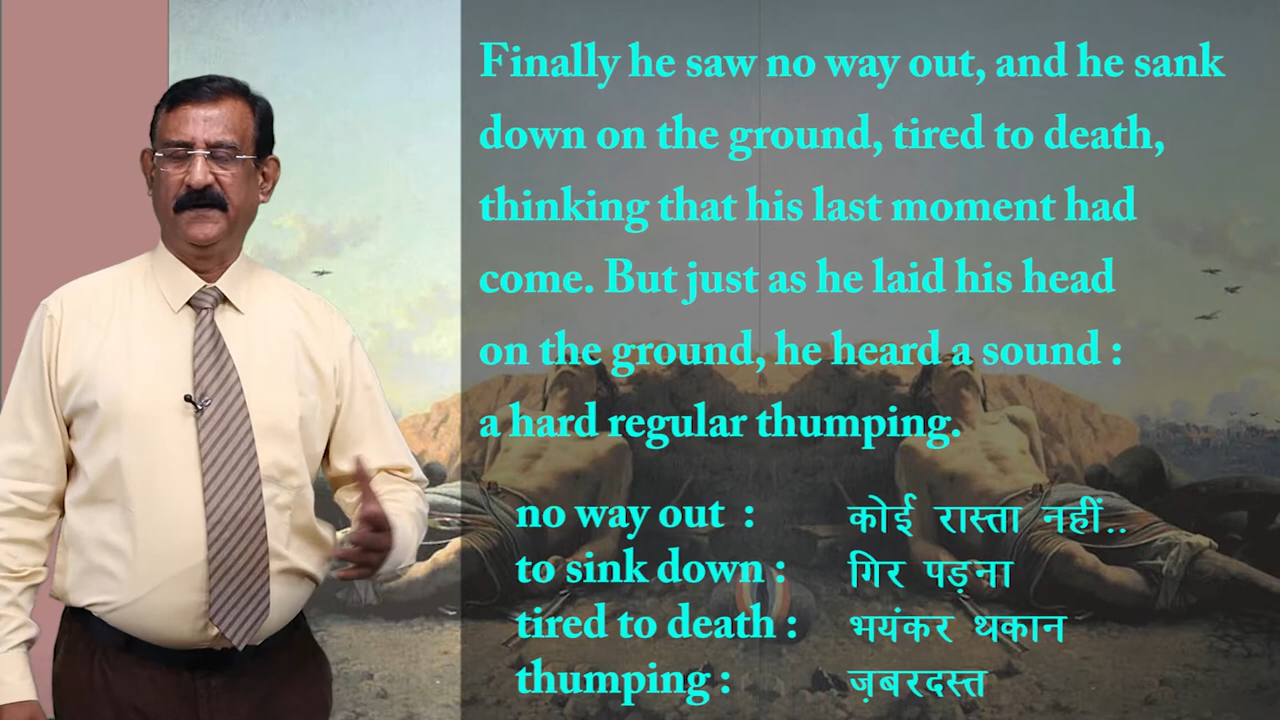 Finally he saw no way out, and he sank
down on the ground, tired to death,
thinking that his last moment had
come. But just as he laid his head
on the ground, he heard a sound :
a hard regular thumping.
no way out : कोई रास्ता नहीं..
to sink down : गिर पड़ना
tired to death : भयंकर थकान
thumping : ज़बरदस्त